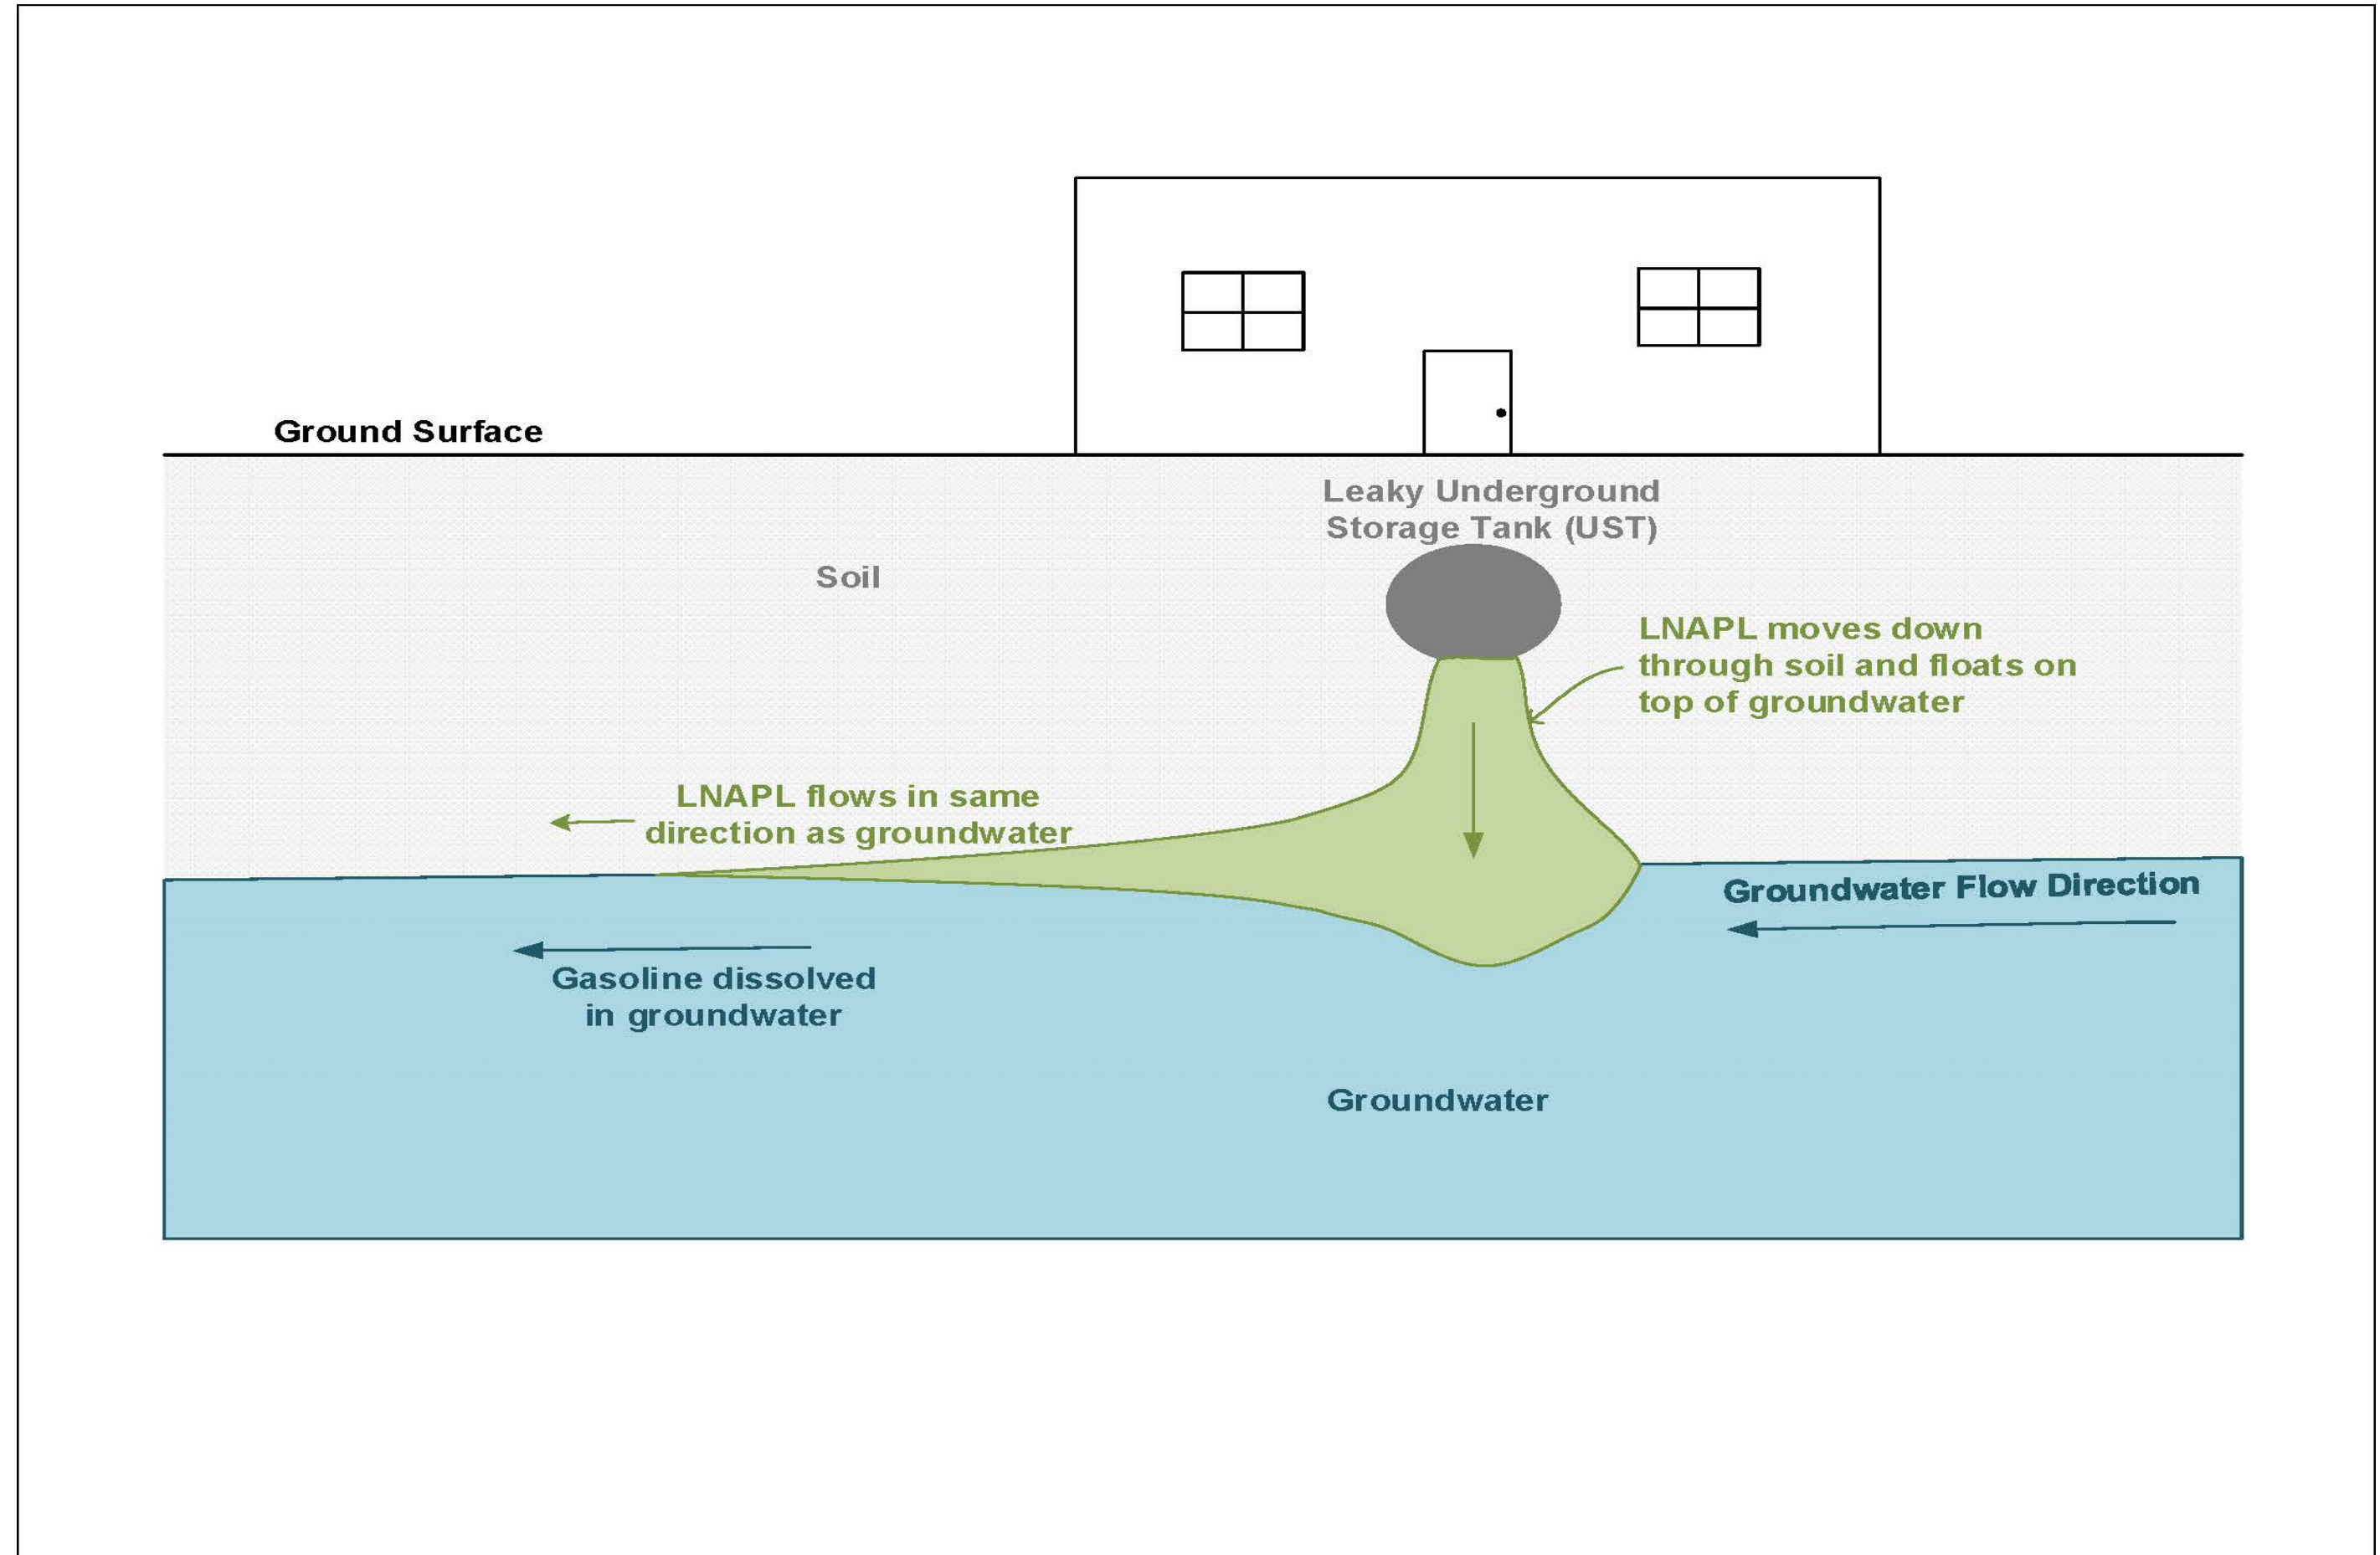 Ground Surface
Leaky Underground
Storage Tank (UST)
Soil
LNAPL moves down
through soil and floats on
top of groundwater
LNAPL flows in same
direction as groundwater
Groundwater Flow Direction
Gasoline dissolved
in groundwater
Groundwater